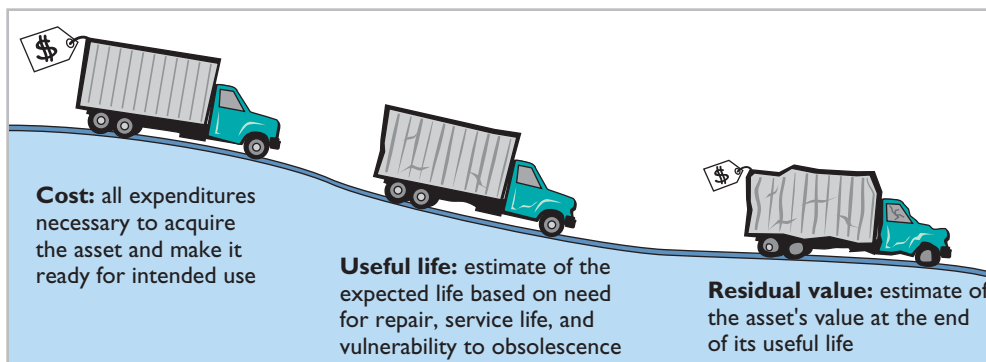 $
Cost: all expenditures
necessary to acquire
the asset and make it
ready for intended use
Useful life: estimate of the
expected life based on need
for repair, service life, and
vulnerability to obsolescence
$
Residual value: estimate of
the asset's value at the end
of its useful life